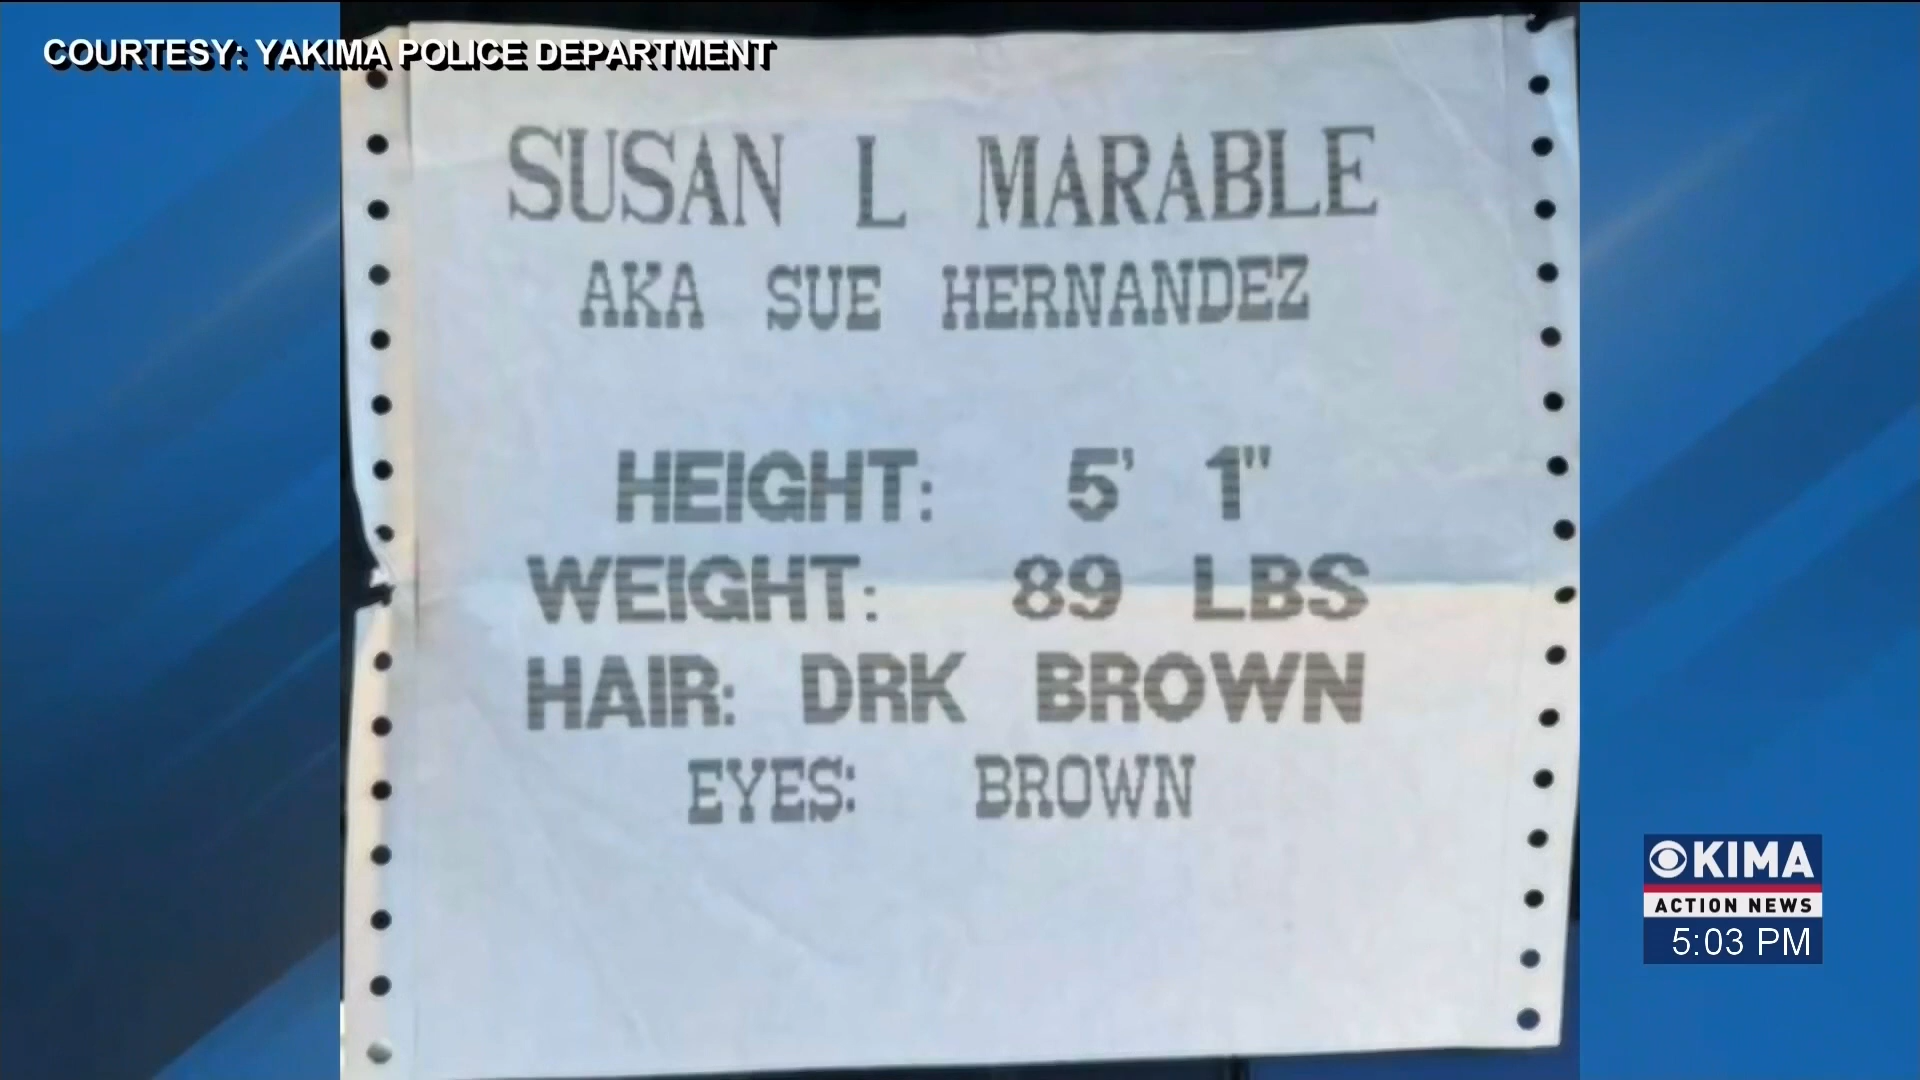 COURTESY: YAKIMA POLICE DEPARTMENT
SUSAN L MARABLE
AKA SUE HERNANDEZ
HEIGHT: 5' 1"
WEIGHT: 89 LBS
HAIR: DRK BROWN
EYES: BROWN
KIMA
ACTION NEWS
5:03 PM